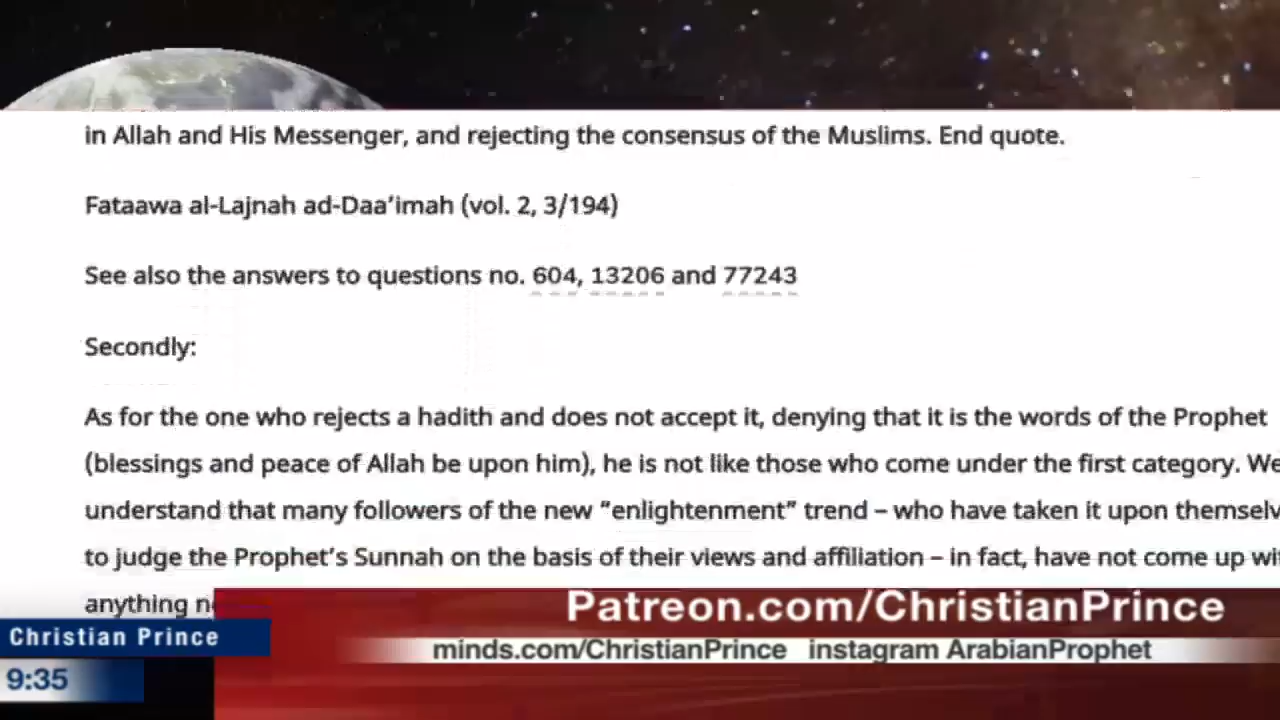 in Allah and His Messenger, and rejecting the consensus of the Muslims. End quote.
Fataawa al-Lajnah ad-Daa’imah (vol. 2, 3/194)
See also the answers to questions no. 604, 13206 and 77243
Secondly:
As for the one who rejects a hadith and does not accept it, denying that it is the words of the Prophet
(blessings and peace of Allah be upon him), he is not like those who come under the first category. We
understand that many followers of the new “enlightenment” trend – who have taken it upon themselv
to judge the Prophet’s Sunnah on the basis of their views and affiliation – in fact, have not come up wi
anything n
Patreon.com/ChristianPrince
Christian Prince
minds.com/ChristianPrince instagram ArabianProphet
9:35